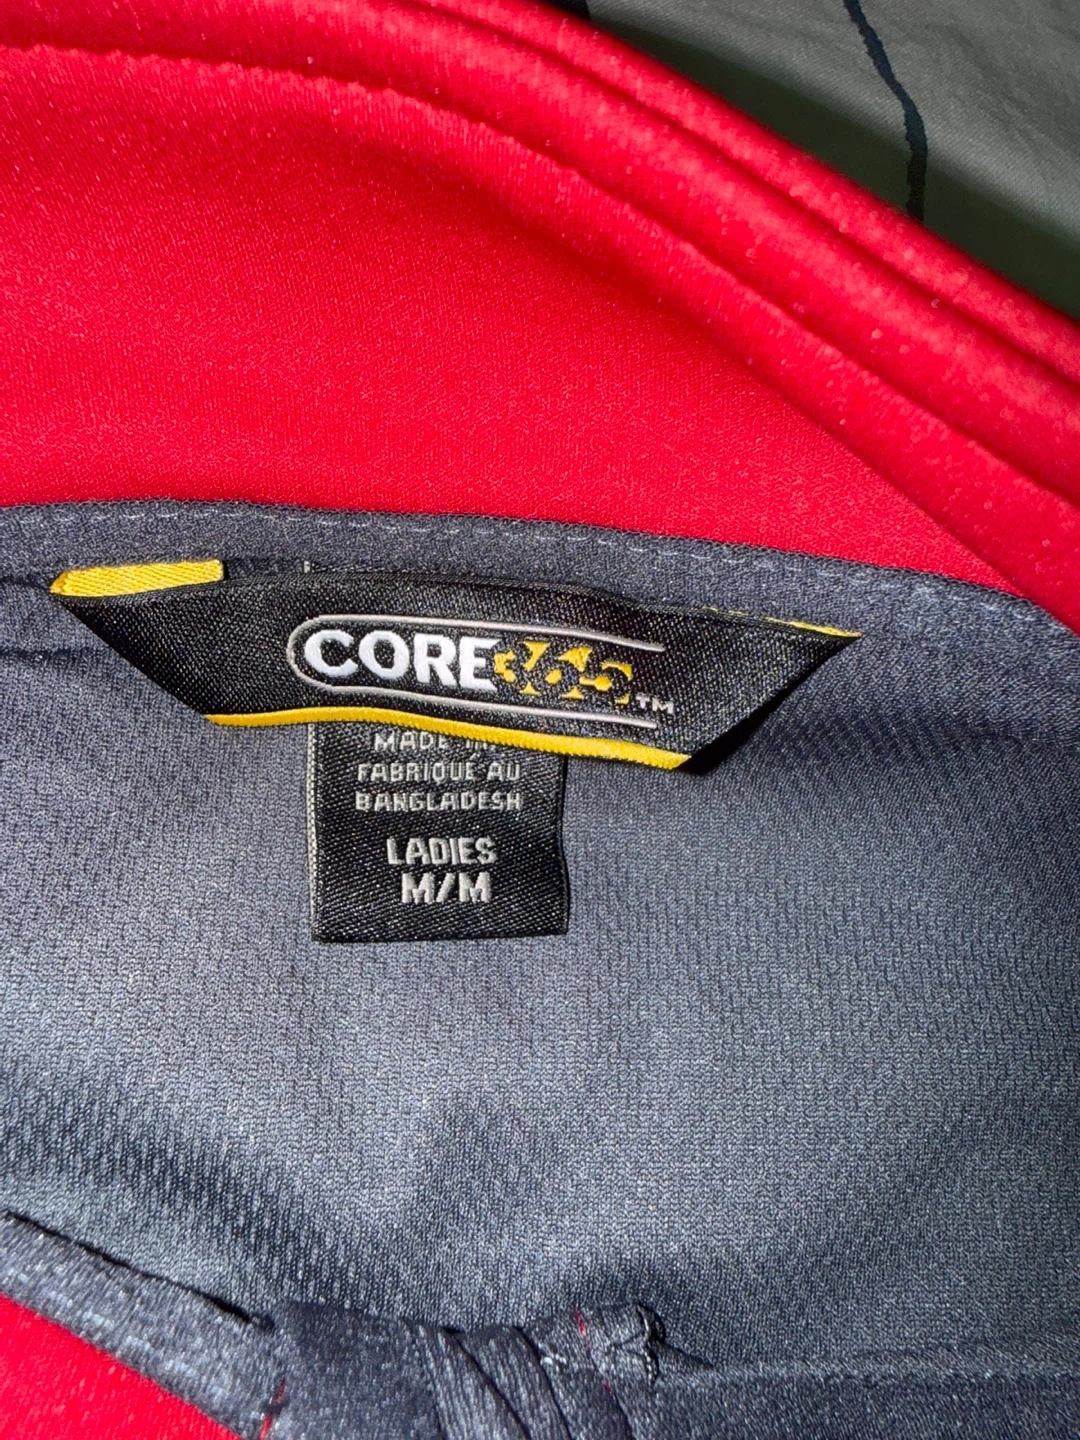 CORE365™
MADE IN
FABRIQUÉ AU
BANGLADESH
LADIES
M/M